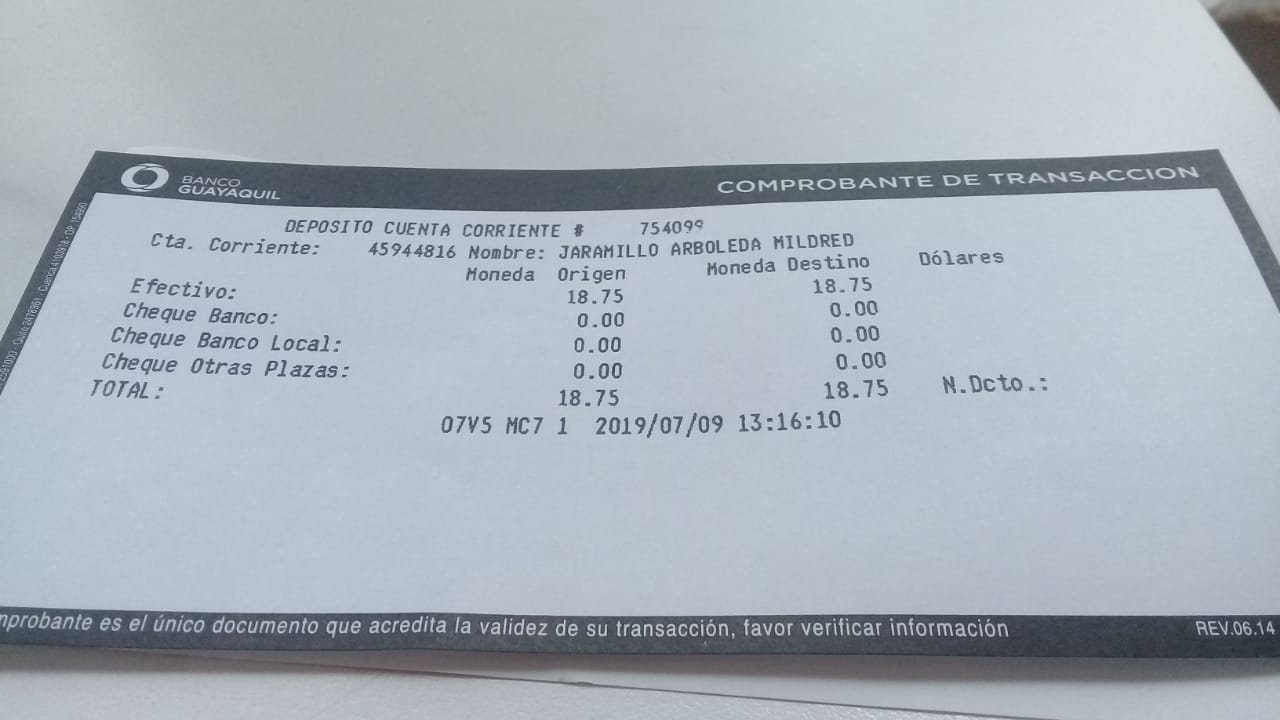 BANCO
GUAYAQUIL
COMPROBANTE DE TRANSACCION
DEPOSITO CUENTA CORRIENTE # 754099
Cta. Corriente: 45944816 Nombre: JARAMILLO ARBOLEDA MILDRED
Moneda Origen Moneda Destino Dólares
Efectivo: 18.75 18.75
Cheque Banco: 0.00 0.00
Cheque Banco Local: 0.00 0.00
Cheque Otras Plazas: 0.00 0.00
TOTAL: 18.75 18.75 N.Dcto.:
07V5 MC7 1 2019/07/09 13:16:10
es el único documento que acredita la validez de su transacción, favor verificar información
REV.06.14